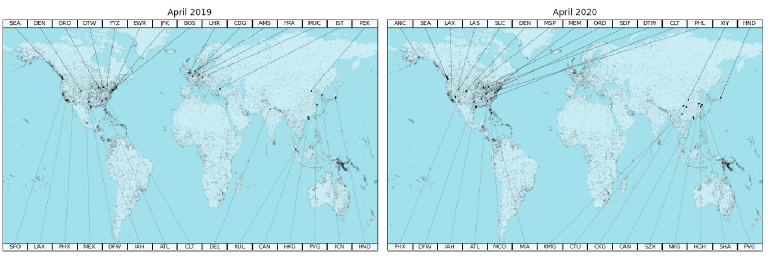 April 2019
SEA DEN ORD DTW YYZ EWR JFK BOS LHR CDG AMS FRA MUC IST PEK
SFO LAX PHX MEX DFW IAH ATL CLT DEL KUL CAN HKG PVG ICN HND
April 2020
ANC SEA LAX LAS SLC DEN MSP MEM ORD SDF DTW CLT PHL XIY HND
PHX DFW IAH ATL MCO MIA KMG CTU CKG CAN SZX NKG HGH SHA PVG